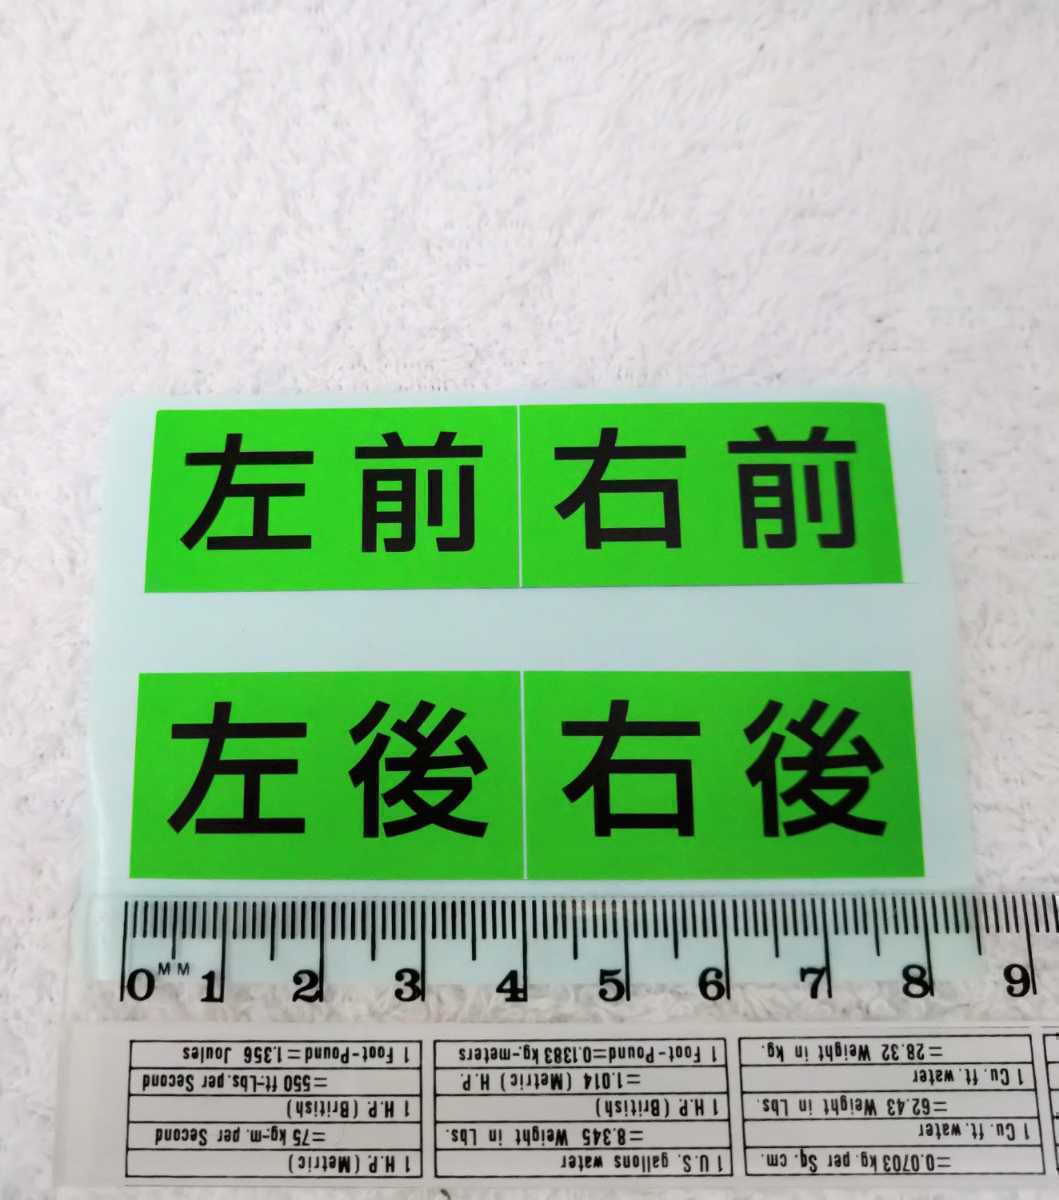 左前 右前
左後 右後
0 MM 1 2 3 4 5 6 7 8 9
1 Foot-Pound=1.356 Joules
=550 ft-Lbs. per Second
1 H.P. (British)
=75 kg-m. per Second
1 H.P. (Metric)
1 Foot-Pound=0.1383 kg-meters
=1.014 (Metric) H.P.
1 H.P. (British)
=8.345 Weight in Lbs.
1 U.S. gallons water
=28.32 Weight in kg.
1 Cu. ft. water
=62.43 Weight in Lbs.
1 Cu. ft. water
=0.0703 kg. per Sq. cm.